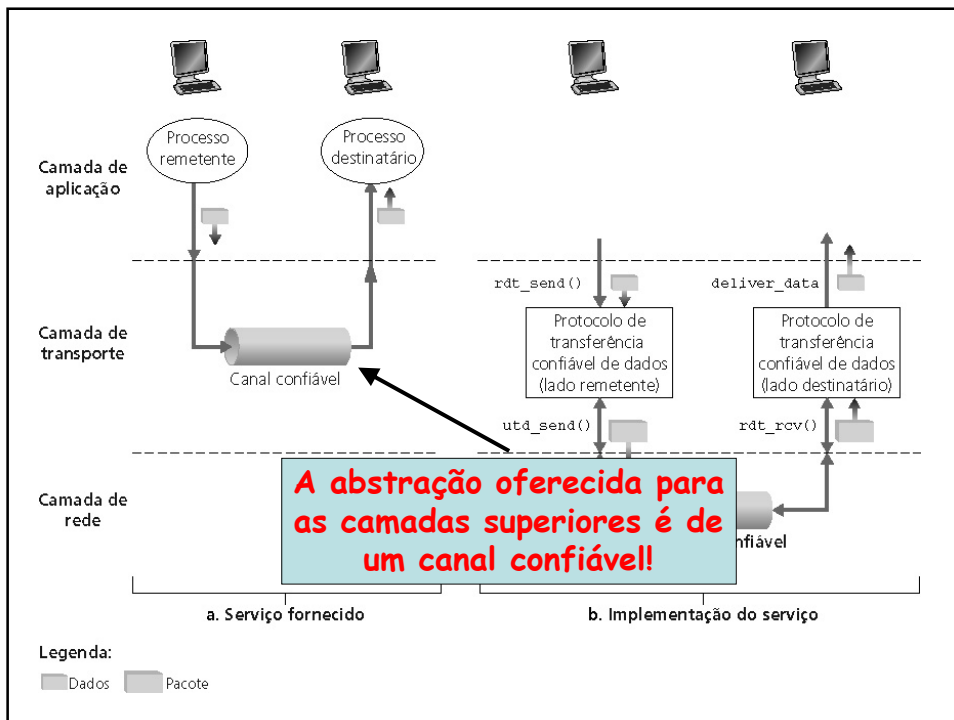 Processo
remetente
Processo
destinatário
Camada de
aplicação
rdt_send()
deliver_data
Camada de
transporte
Canal confiável
Protocolo de
transferência
confiável de dados
(lado remetente)
Protocolo de
transferência
confiável de dados
(lado destinatário)
utd_send()
rdt_rcv()
Camada de
rede
A abstração oferecida para
as camadas superiores é de
um canal confiável!
a. Serviço fornecido
b. Implementação do serviço
Legenda:
Dados
Pacote